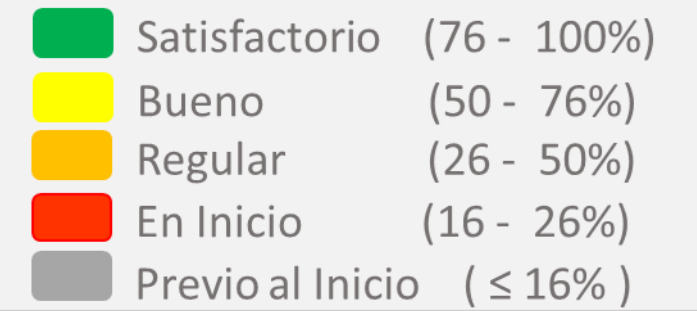 Satisfactorio (76 - 100%)
Bueno (50 - 76%)
Regular (26 - 50%)
En Inicio (16 - 26%)
Previo al Inicio ( ≤ 16% )